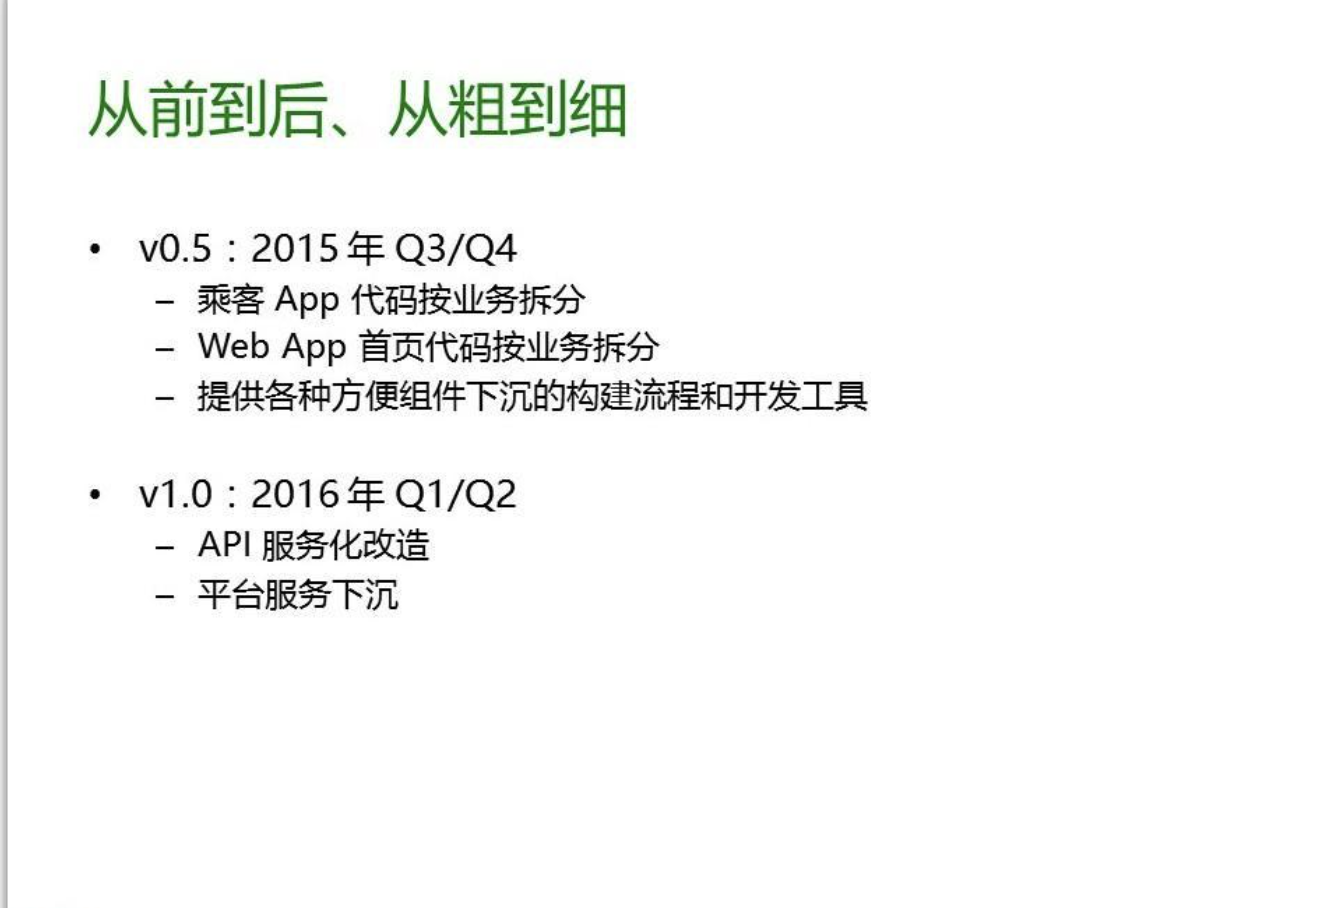 从前到后、从粗到细
• v0.5：2015 年 Q3/Q4
– 乘客 App 代码按业务拆分
– Web App 首页代码按业务拆分
– 提供各种方便组件下沉的构建流程和开发工具
• v1.0：2016 年 Q1/Q2
– API 服务化改造
– 平台服务下沉